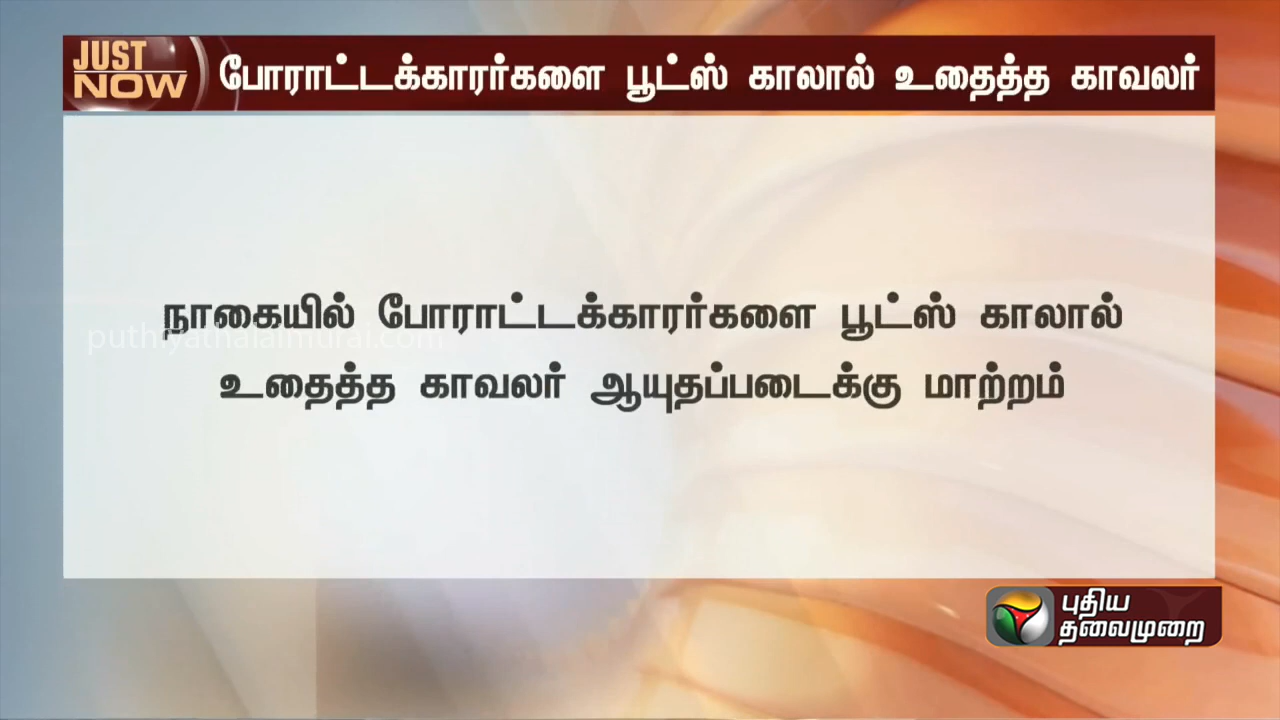 JUST
NOW
போராட்டக்காரர்களை பூட்ஸ் காலால் உதைத்த காவலர்
நாகையில் போராட்டக்காரர்களை பூட்ஸ் காலால்
puthiyathalaimurai.com
உதைத்த காவலர் ஆயுதப்படைக்கு மாற்றம்
புதிய
தலைமுறை